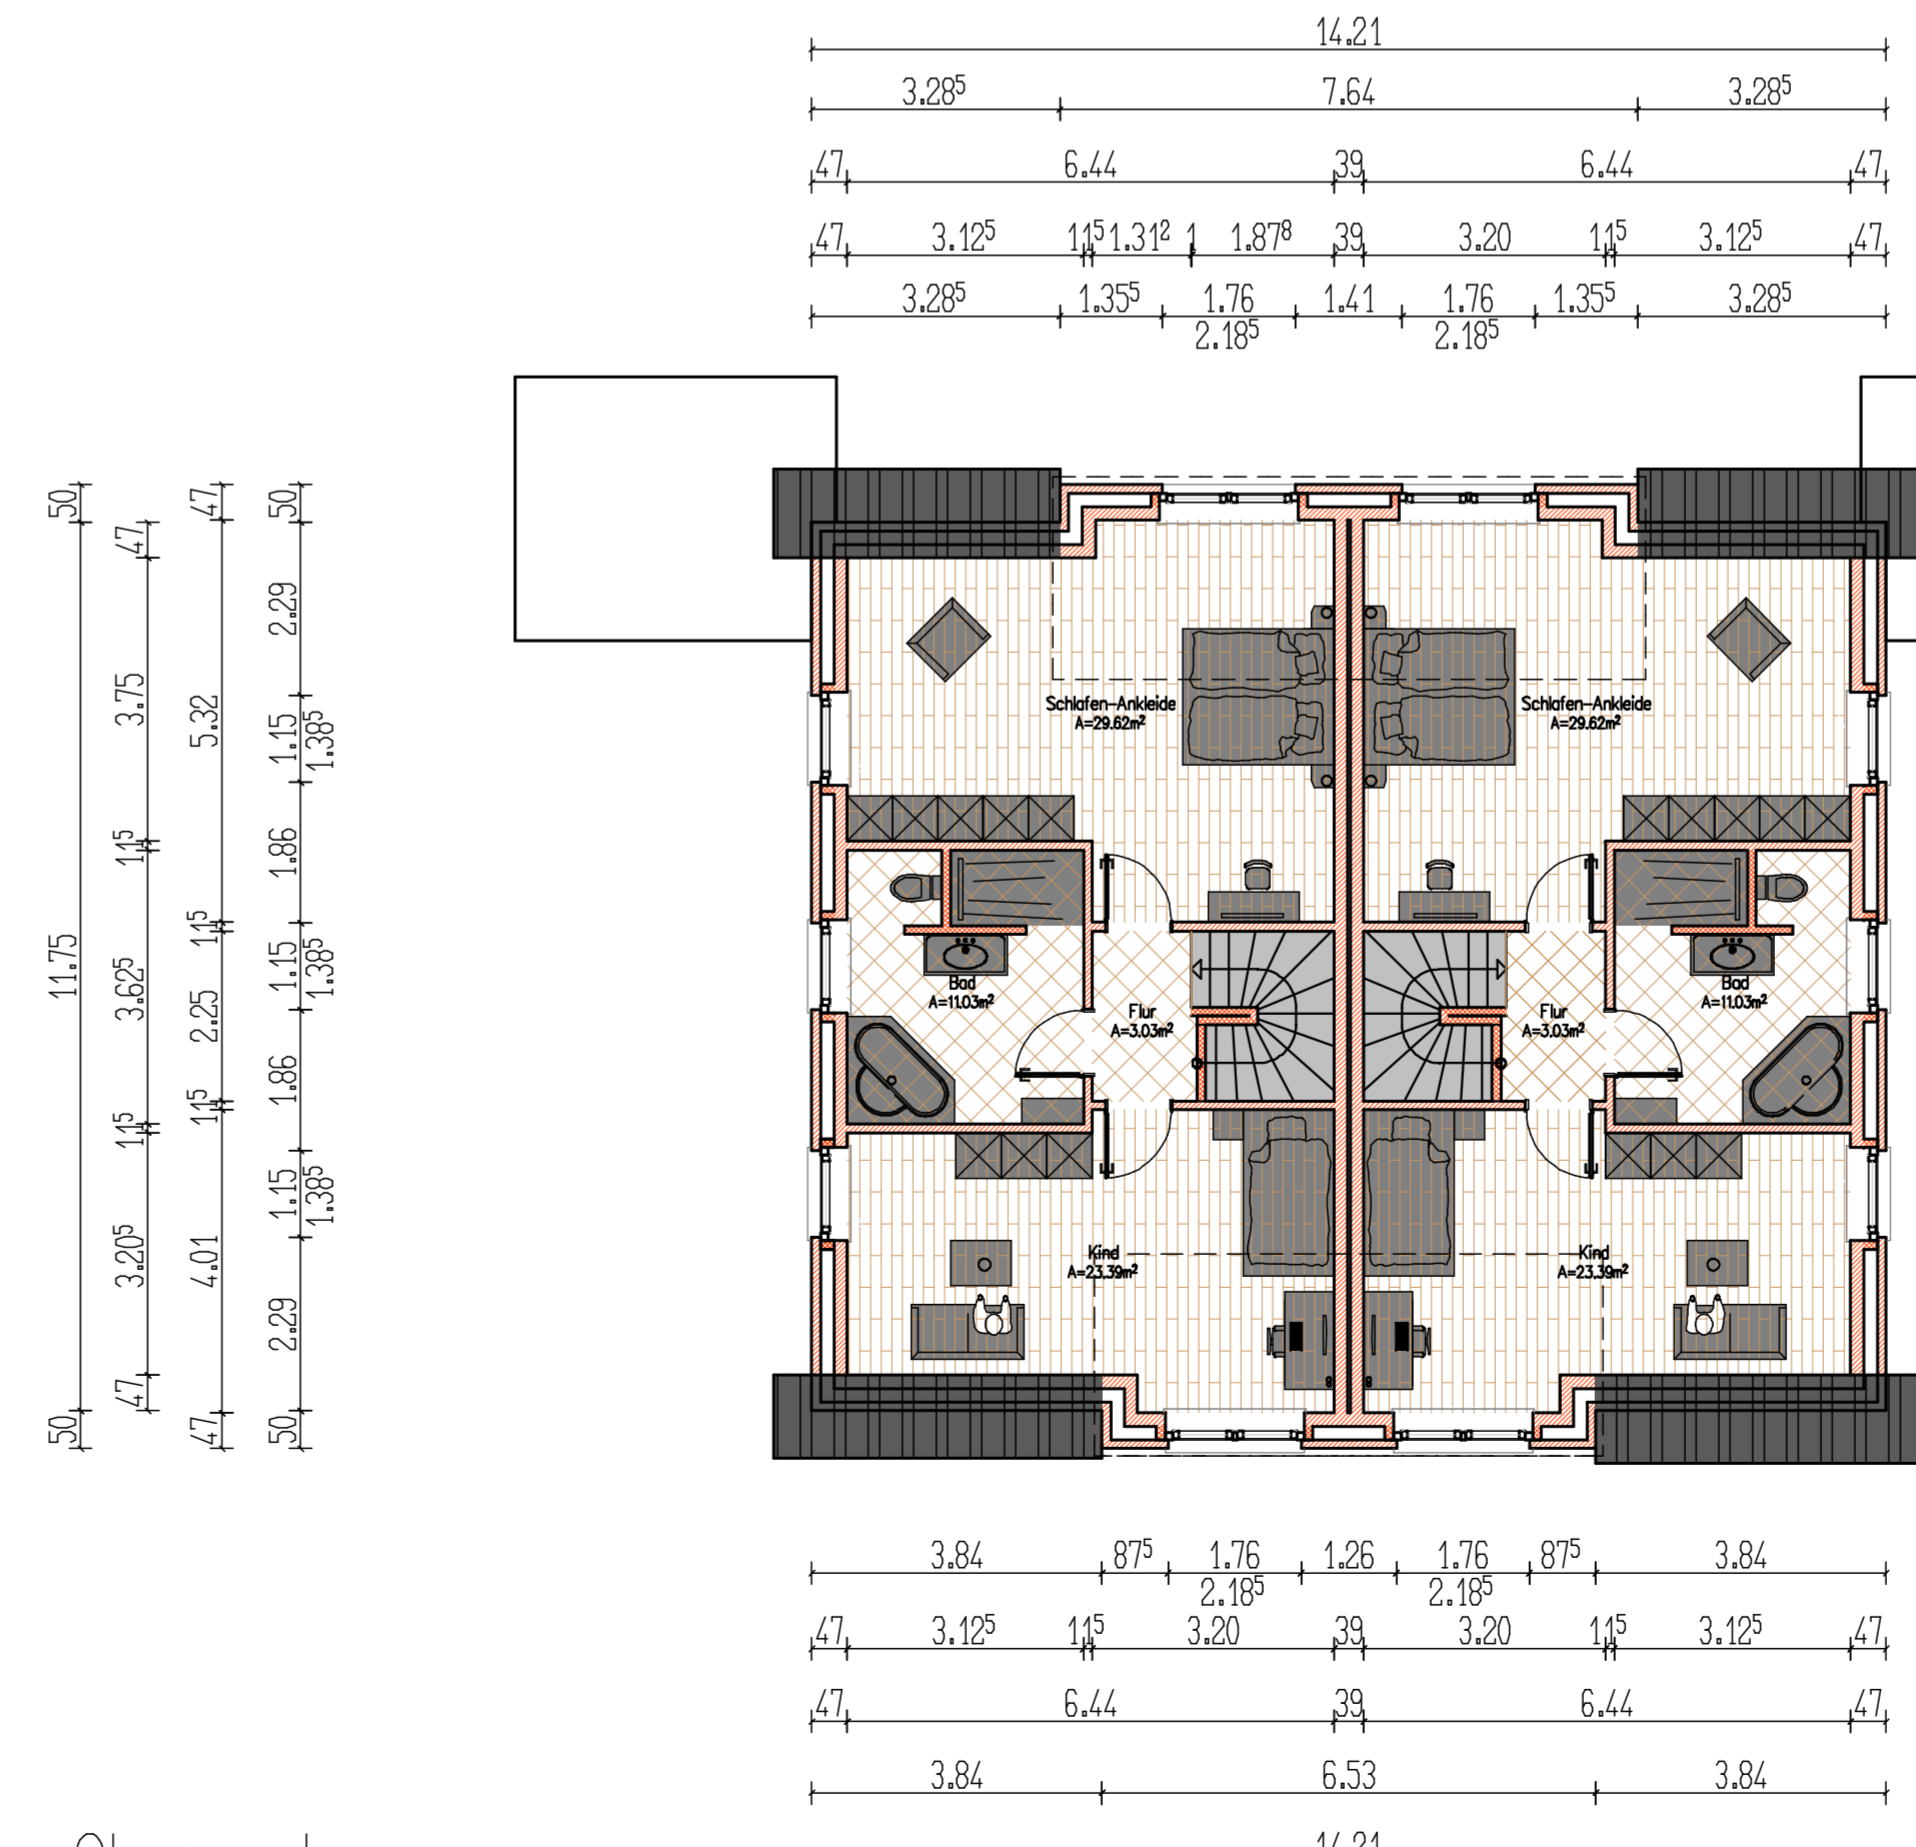 14.21
3.28⁵ 7.64 3.28⁵
47 6.44 39 6.44 47
47 3.12⁵ 11⁵ 1.31² 1 1.87⁸ 39 3.20 11⁵ 3.12⁵ 47
3.28⁵ 1.35⁵ 1.76 1.41 1.76 1.35⁵ 3.28⁵
2.18⁵ 2.18⁵
50 11.75 50
47 3.75 11⁵ 3.62⁵ 11⁵ 3.20⁵ 47
47 5.32 11⁵ 2.25 11⁵ 4.01 47
50 2.29 1.15 1.86 1.15 1.86 1.15 2.29 50
1.38⁵ 1.38⁵ 1.38⁵
Schlafen-Ankleide
A=29.62m²
Schlafen-Ankleide
A=29.62m²
Bad
A=11.03m²
Flur
A=3.03m²
Flur
A=3.03m²
Bad
A=11.03m²
Kind
A=23.39m²
Kind
A=23.39m²
3.84 87⁵ 1.76 1.26 1.76 87⁵ 3.84
2.18⁵ 2.18⁵
47 3.12⁵ 11⁵ 3.20 39 3.20 11⁵ 3.12⁵ 47
47 6.44 39 6.44 47
3.84 6.53 3.84
14.21